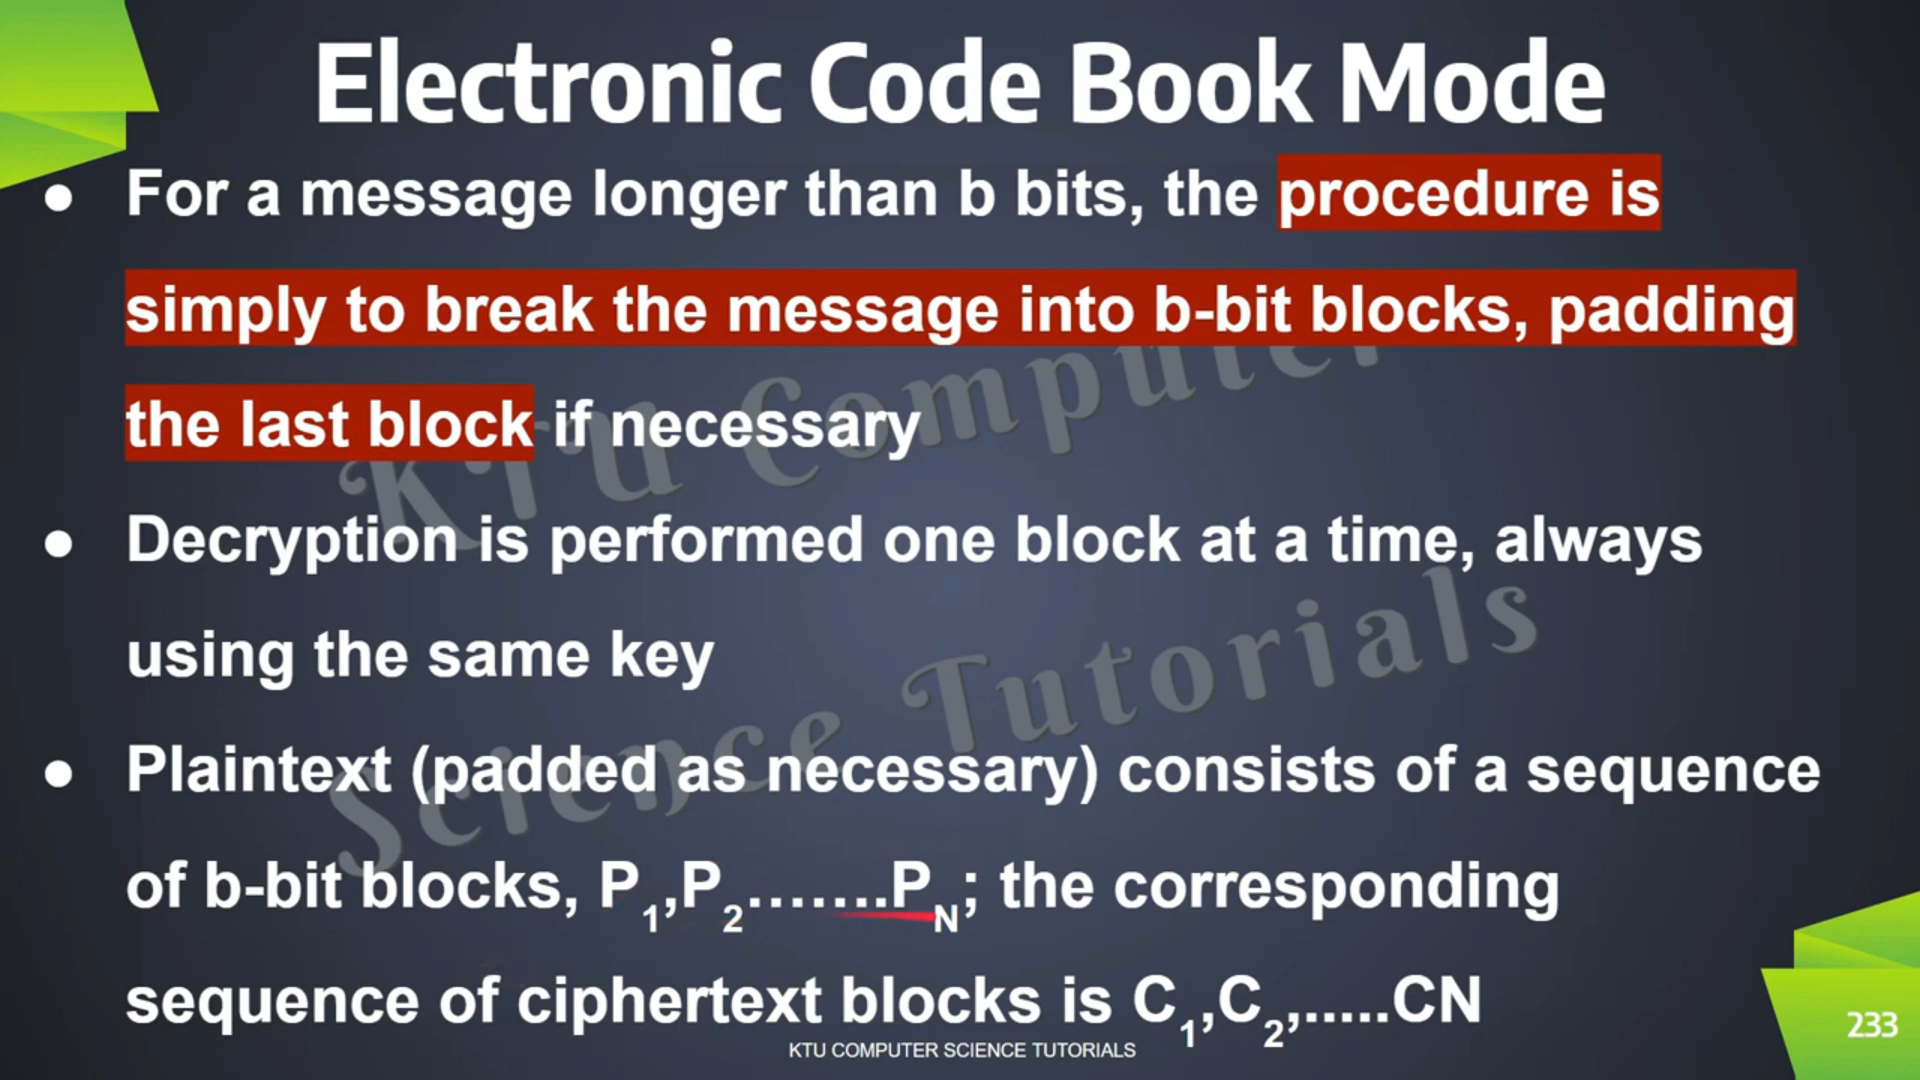 Electronic Code Book Mode
● For a message longer than b bits, the procedure is
simply to break the message into b-bit blocks, padding
the last block if necessary
● Decryption is performed one block at a time, always
using the same key
● Plaintext (padded as necessary) consists of a sequence
of b-bit blocks, P₁,P₂........P_N; the corresponding
sequence of ciphertext blocks is C₁,C₂,.....CN
KTU COMPUTER SCIENCE TUTORIALS
233
KTU Computer
Science Tutorials